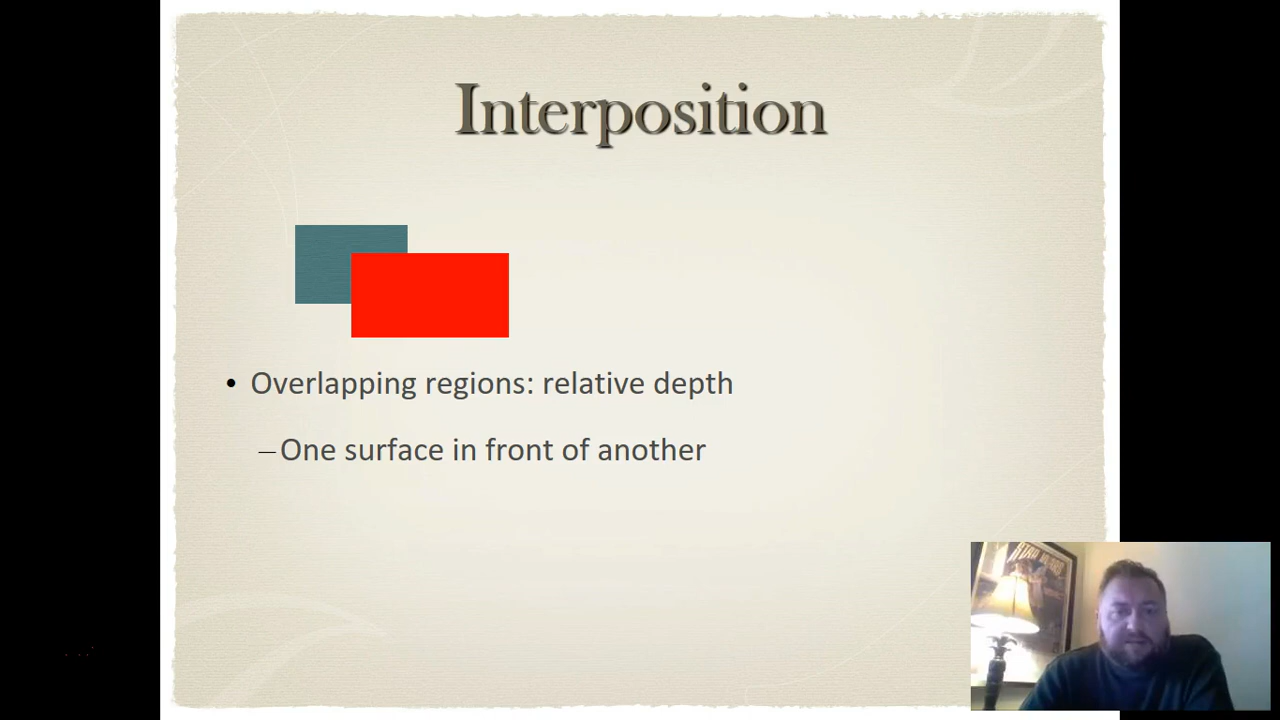 Interposition
• Overlapping regions: relative depth
–One surface in front of another